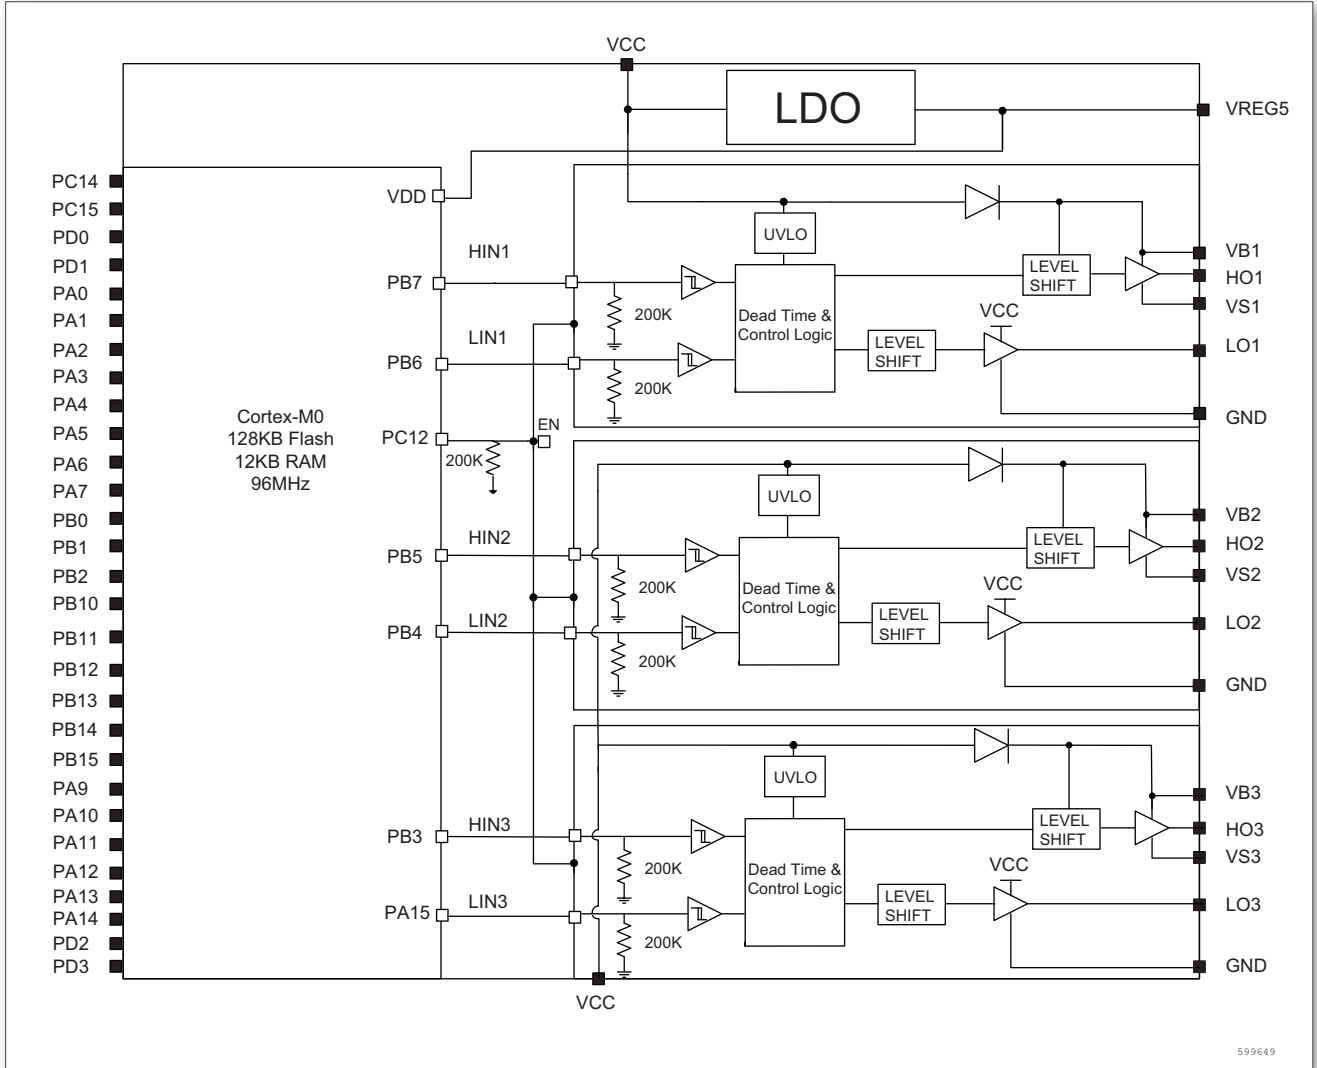 VCC
LDO
VREG5
PC14
PC15
PD0
PD1
PA0
PA1
PA2
PA3
PA4
PA5
PA6
PA7
PB0
PB1
PB2
PB10
PB11
PB12
PB13
PB14
PB15
PA9
PA10
PA11
PA12
PA13
PA14
PD2
PD3
Cortex-M0
128KB Flash
12KB RAM
96MHz
VDD
PB7
PB6
PC12
PB5
PB4
PB3
PA15
HIN1
LIN1
200K
EN
HIN2
LIN2
HIN3
LIN3
UVLO
200K
200K
Dead Time &
Control Logic
LEVEL
SHIFT
LEVEL
SHIFT
VCC
VB1
HO1
VS1
LO1
GND
UVLO
200K
200K
Dead Time &
Control Logic
LEVEL
SHIFT
LEVEL
SHIFT
VCC
VB2
HO2
VS2
LO2
GND
UVLO
200K
200K
Dead Time &
Control Logic
LEVEL
SHIFT
LEVEL
SHIFT
VCC
VB3
HO3
VS3
LO3
GND
VCC
599649